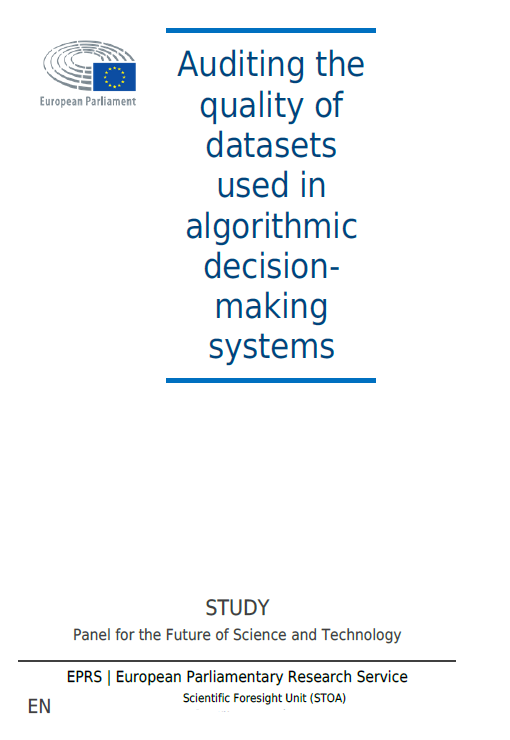 European Parliament
Auditing the
quality of
datasets
used in
algorithmic
decision-
making
systems
STUDY
Panel for the Future of Science and Technology
EPRS | European Parliamentary Research Service
Scientific Foresight Unit (STOA)
EN